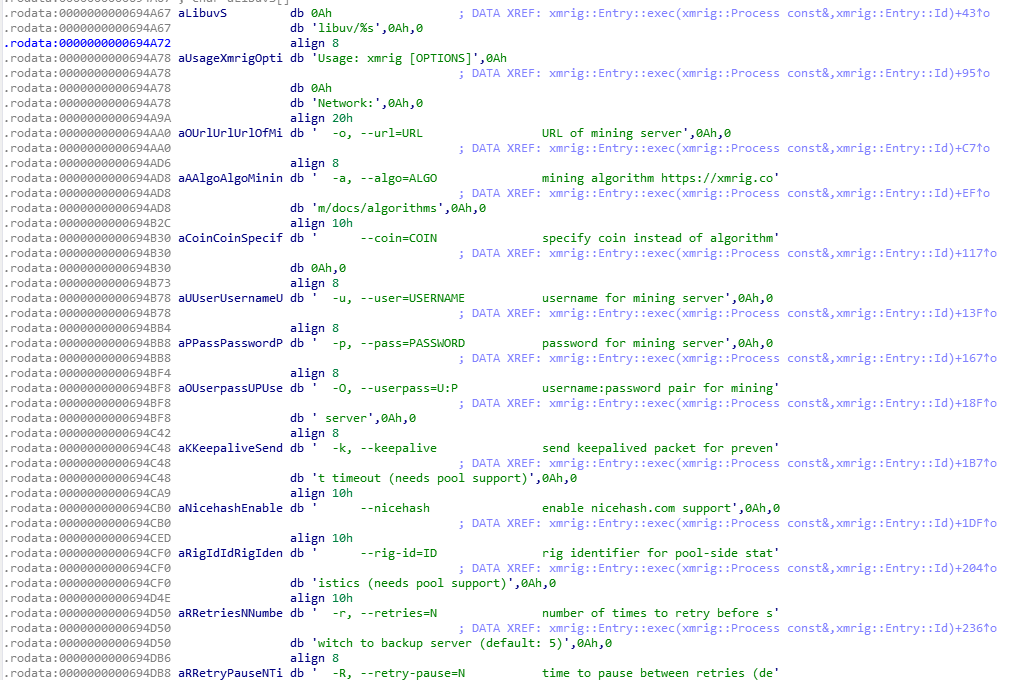 .rodata:0000000000694A67 aLibuvS db 0Ah ; DATA XREF: xmrig::Entry::exec(xmrig::Process const&,xmrig::Entry::Id)+43↑o
.rodata:0000000000694A67 db 'libuv/%s',0Ah,0
.rodata:0000000000694A72 align 8
.rodata:0000000000694A78 aUsageXmrigOpti db 'Usage: xmrig [OPTIONS]',0Ah
.rodata:0000000000694A78 ; DATA XREF: xmrig::Entry::exec(xmrig::Process const&,xmrig::Entry::Id)+95↑o
.rodata:0000000000694A78 db 0Ah
.rodata:0000000000694A78 db 'Network:',0Ah,0
.rodata:0000000000694A9A align 20h
.rodata:0000000000694AA0 aOUrlUrlUrlOfMi db '  -o, --url=URL                 URL of mining server',0Ah,0
.rodata:0000000000694AA0 ; DATA XREF: xmrig::Entry::exec(xmrig::Process const&,xmrig::Entry::Id)+C7↑o
.rodata:0000000000694AD6 align 8
.rodata:0000000000694AD8 aAAlgoAlgoMinin db '  -a, --algo=ALGO               mining algorithm https://xmrig.co'
.rodata:0000000000694AD8 ; DATA XREF: xmrig::Entry::exec(xmrig::Process const&,xmrig::Entry::Id)+EF↑o
.rodata:0000000000694AD8 db 'm/docs/algorithms',0Ah,0
.rodata:0000000000694B2C align 10h
.rodata:0000000000694B30 aCoinCoinSpecif db '      --coin=COIN               specify coin instead of algorithm'
.rodata:0000000000694B30 ; DATA XREF: xmrig::Entry::exec(xmrig::Process const&,xmrig::Entry::Id)+117↑o
.rodata:0000000000694B30 db 0Ah,0
.rodata:0000000000694B73 align 8
.rodata:0000000000694B78 aUUserUsernameU db '  -u, --user=USERNAME           username for mining server',0Ah,0
.rodata:0000000000694B78 ; DATA XREF: xmrig::Entry::exec(xmrig::Process const&,xmrig::Entry::Id)+13F↑o
.rodata:0000000000694BB4 align 8
.rodata:0000000000694BB8 aPPassPasswordP db '  -p, --pass=PASSWORD           password for mining server',0Ah,0
.rodata:0000000000694BB8 ; DATA XREF: xmrig::Entry::exec(xmrig::Process const&,xmrig::Entry::Id)+167↑o
.rodata:0000000000694BF4 align 8
.rodata:0000000000694BF8 aOUserpassUPUse db '  -O, --userpass=U:P            username:password pair for mining'
.rodata:0000000000694BF8 ; DATA XREF: xmrig::Entry::exec(xmrig::Process const&,xmrig::Entry::Id)+18F↑o
.rodata:0000000000694BF8 db ' server',0Ah,0
.rodata:0000000000694C42 align 8
.rodata:0000000000694C48 aKKeepaliveSend db '  -k, --keepalive               send keepalived packet for preven'
.rodata:0000000000694C48 ; DATA XREF: xmrig::Entry::exec(xmrig::Process const&,xmrig::Entry::Id)+1B7↑o
.rodata:0000000000694C48 db 't timeout (needs pool support)',0Ah,0
.rodata:0000000000694CA9 align 10h
.rodata:0000000000694CB0 aNicehashEnable db '      --nicehash                enable nicehash.com support',0Ah,0
.rodata:0000000000694CB0 ; DATA XREF: xmrig::Entry::exec(xmrig::Process const&,xmrig::Entry::Id)+1DF↑o
.rodata:0000000000694CED align 10h
.rodata:0000000000694CF0 aRigIdIdRigIden db '      --rig-id=ID               rig identifier for pool-side stat'
.rodata:0000000000694CF0 ; DATA XREF: xmrig::Entry::exec(xmrig::Process const&,xmrig::Entry::Id)+204↑o
.rodata:0000000000694CF0 db 'istics (needs pool support)',0Ah,0
.rodata:0000000000694D4E align 10h
.rodata:0000000000694D50 aRRetriesNNumbe db '  -r, --retries=N               number of times to retry before s'
.rodata:0000000000694D50 ; DATA XREF: xmrig::Entry::exec(xmrig::Process const&,xmrig::Entry::Id)+236↑o
.rodata:0000000000694D50 db 'witch to backup server (default: 5)',0Ah,0
.rodata:0000000000694DB6 align 8
.rodata:0000000000694DB8 aRRetryPauseNTi db '  -R, --retry-pause=N           time to pause between retries (de'